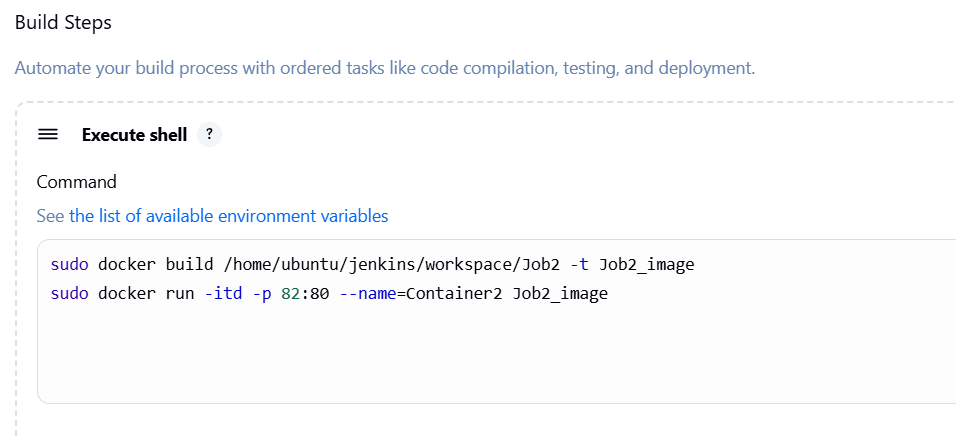 Build Steps
Automate your build process with ordered tasks like code compilation, testing, and deployment.
Execute shell ?
Command
See the list of available environment variables
sudo docker build /home/ubuntu/jenkins/workspace/Job2 -t Job2_image
sudo docker run -itd -p 82:80 --name=Container2 Job2_image